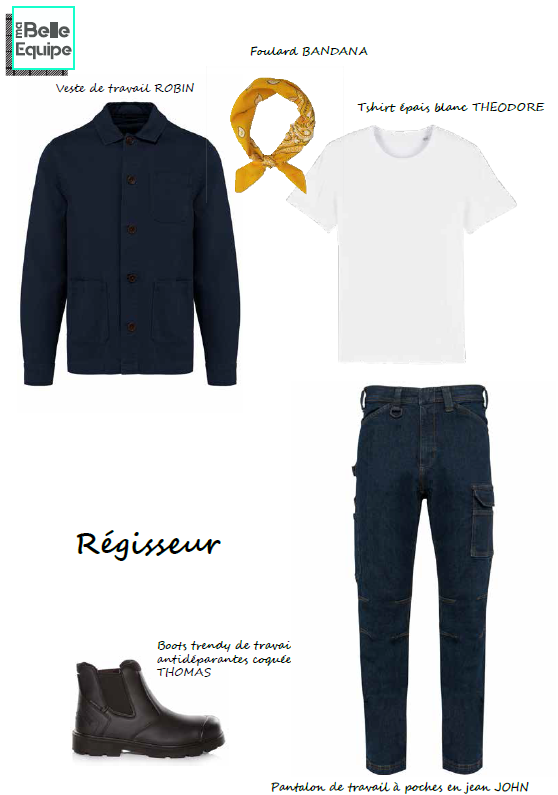 ma
Belle
Equipe
Foulard BANDANA
Veste de travail ROBIN
Tshirt épais blanc THEODORE
Régisseur
Boots trendy de travai
antidéparantes coquée
THOMAS
Pantalon de travail à poches en jean JOHN